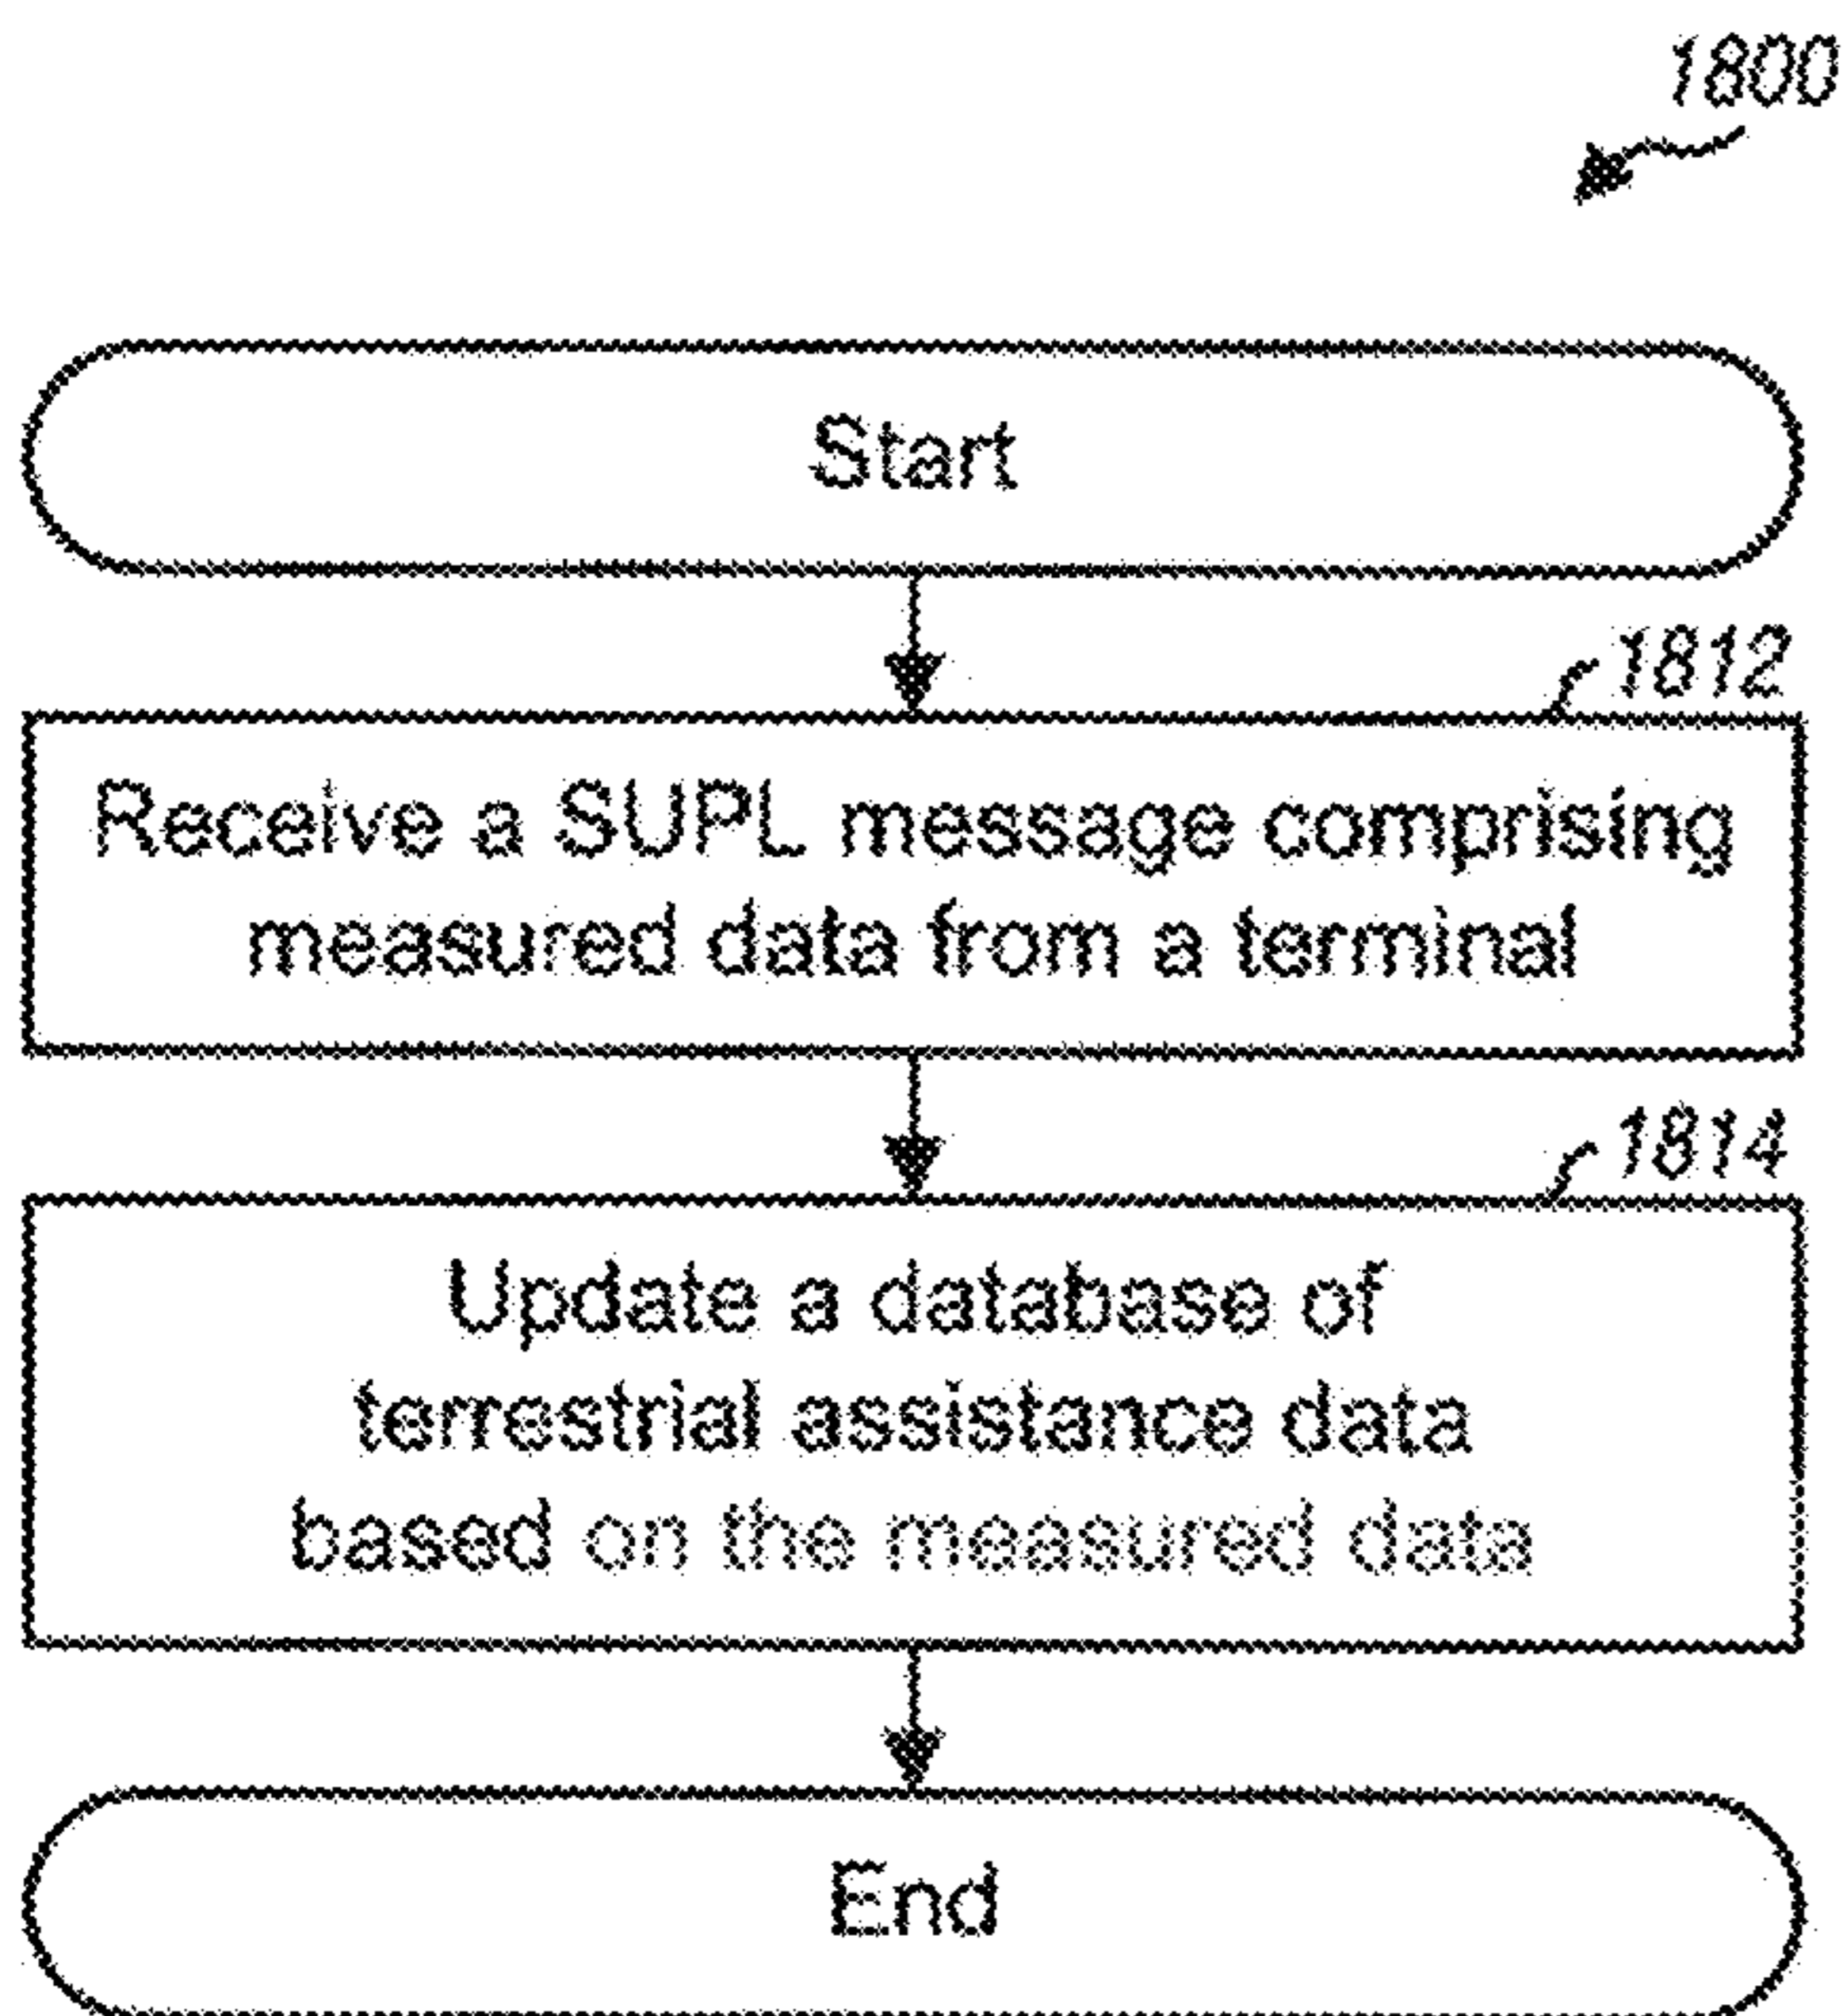 1800
Start
1812
Receive a SUPL message comprising
measured data from a terminal
1814
Update a database of
terrestrial assistance data
based on the measured data
End